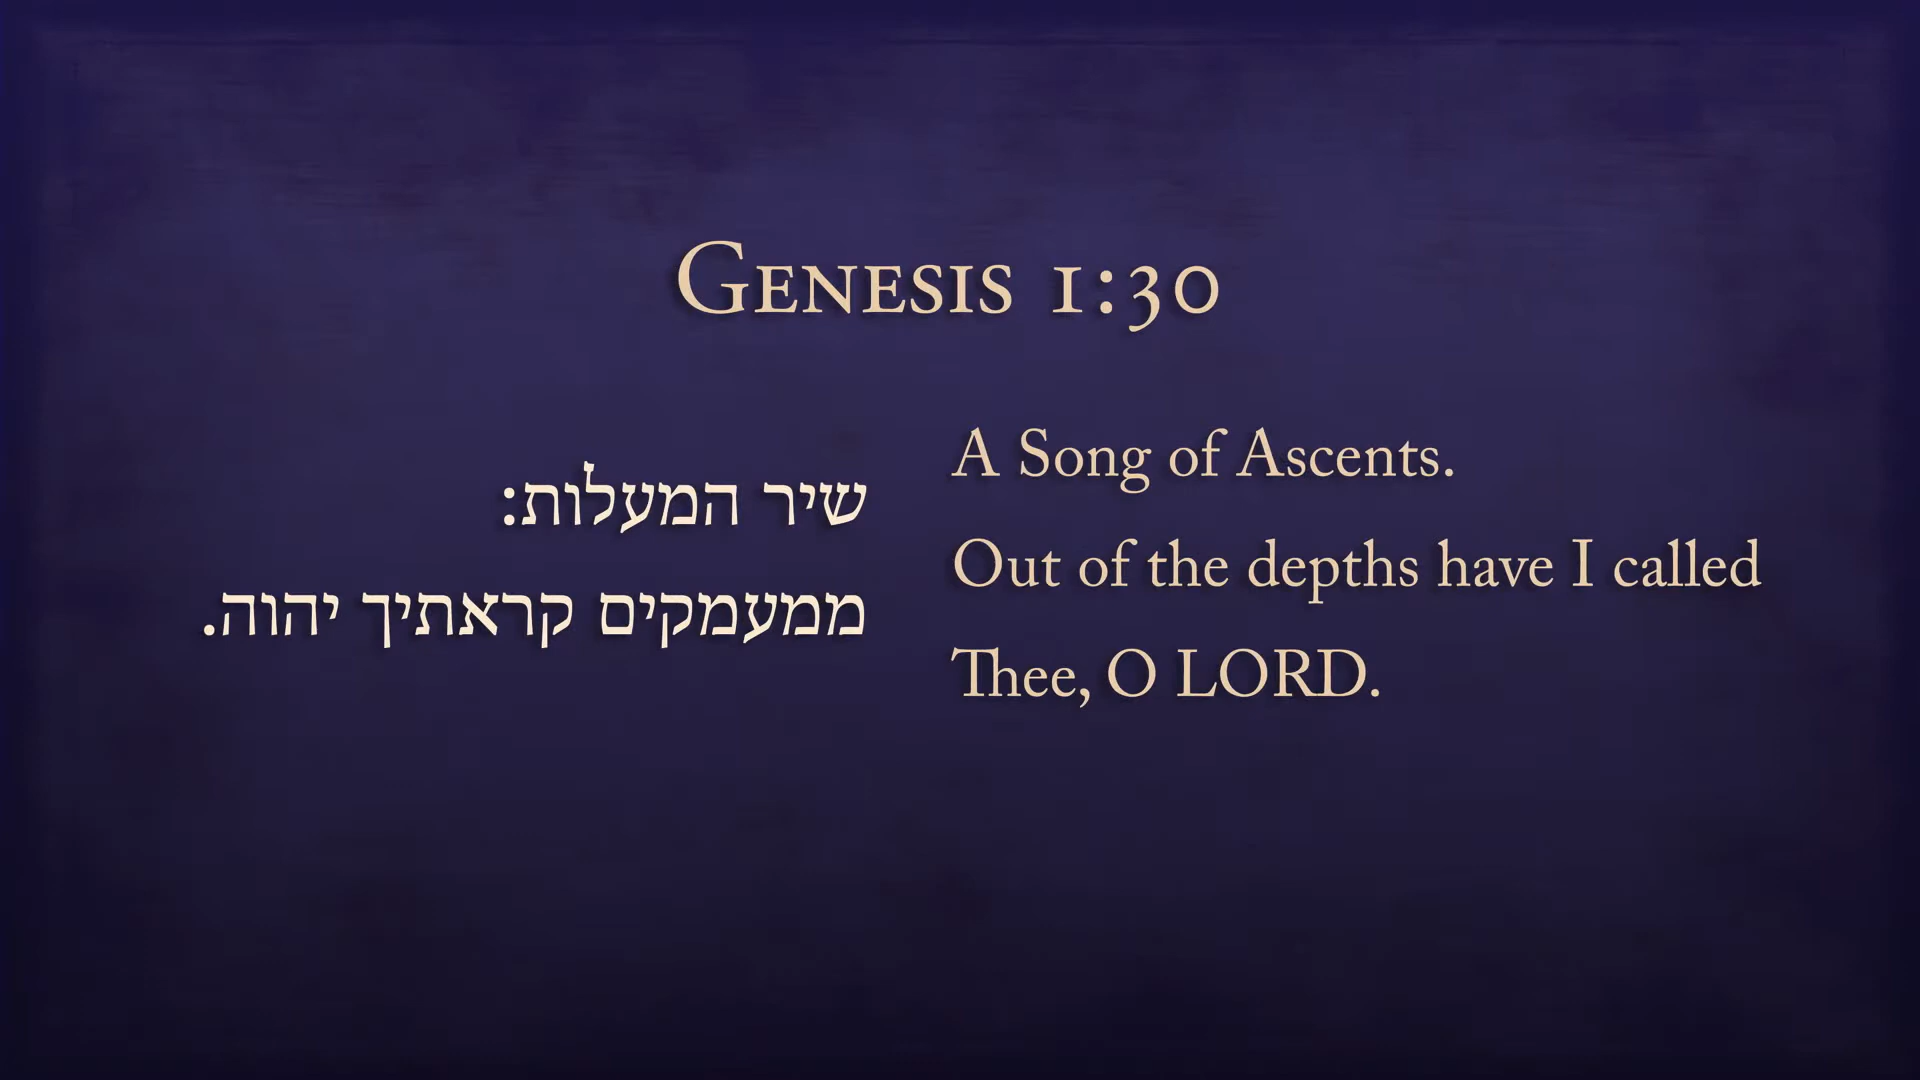 Genesis 1:30
שיר המעלות:
ממעמקים קראתיך יהוה.
A Song of Ascents.
Out of the depths have I called
Thee, O LORD.